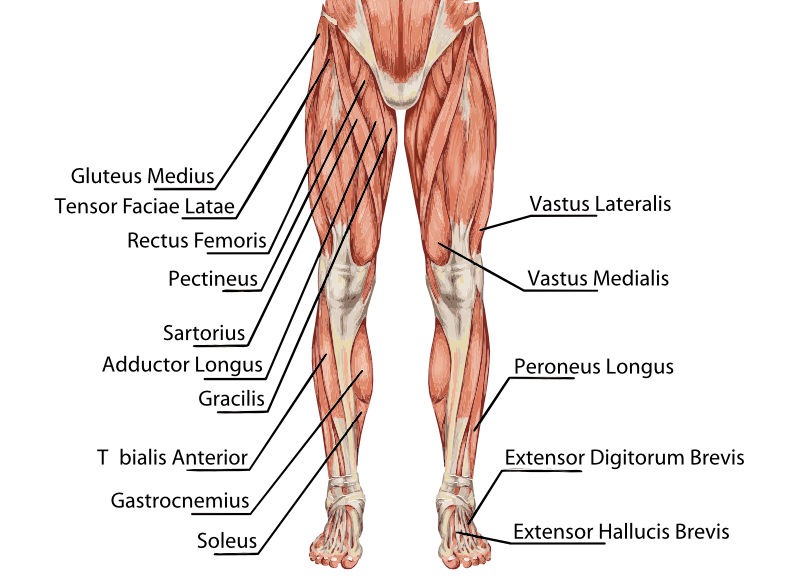 Gluteus Medius
Tensor Faciae Latae
Rectus Femoris
Pectineus
Sartorius
Adductor Longus
Gracilis
T bialis Anterior
Gastrocnemius
Soleus
Vastus Lateralis
Vastus Medialis
Peroneus Longus
Extensor Digitorum Brevis
Extensor Hallucis Brevis